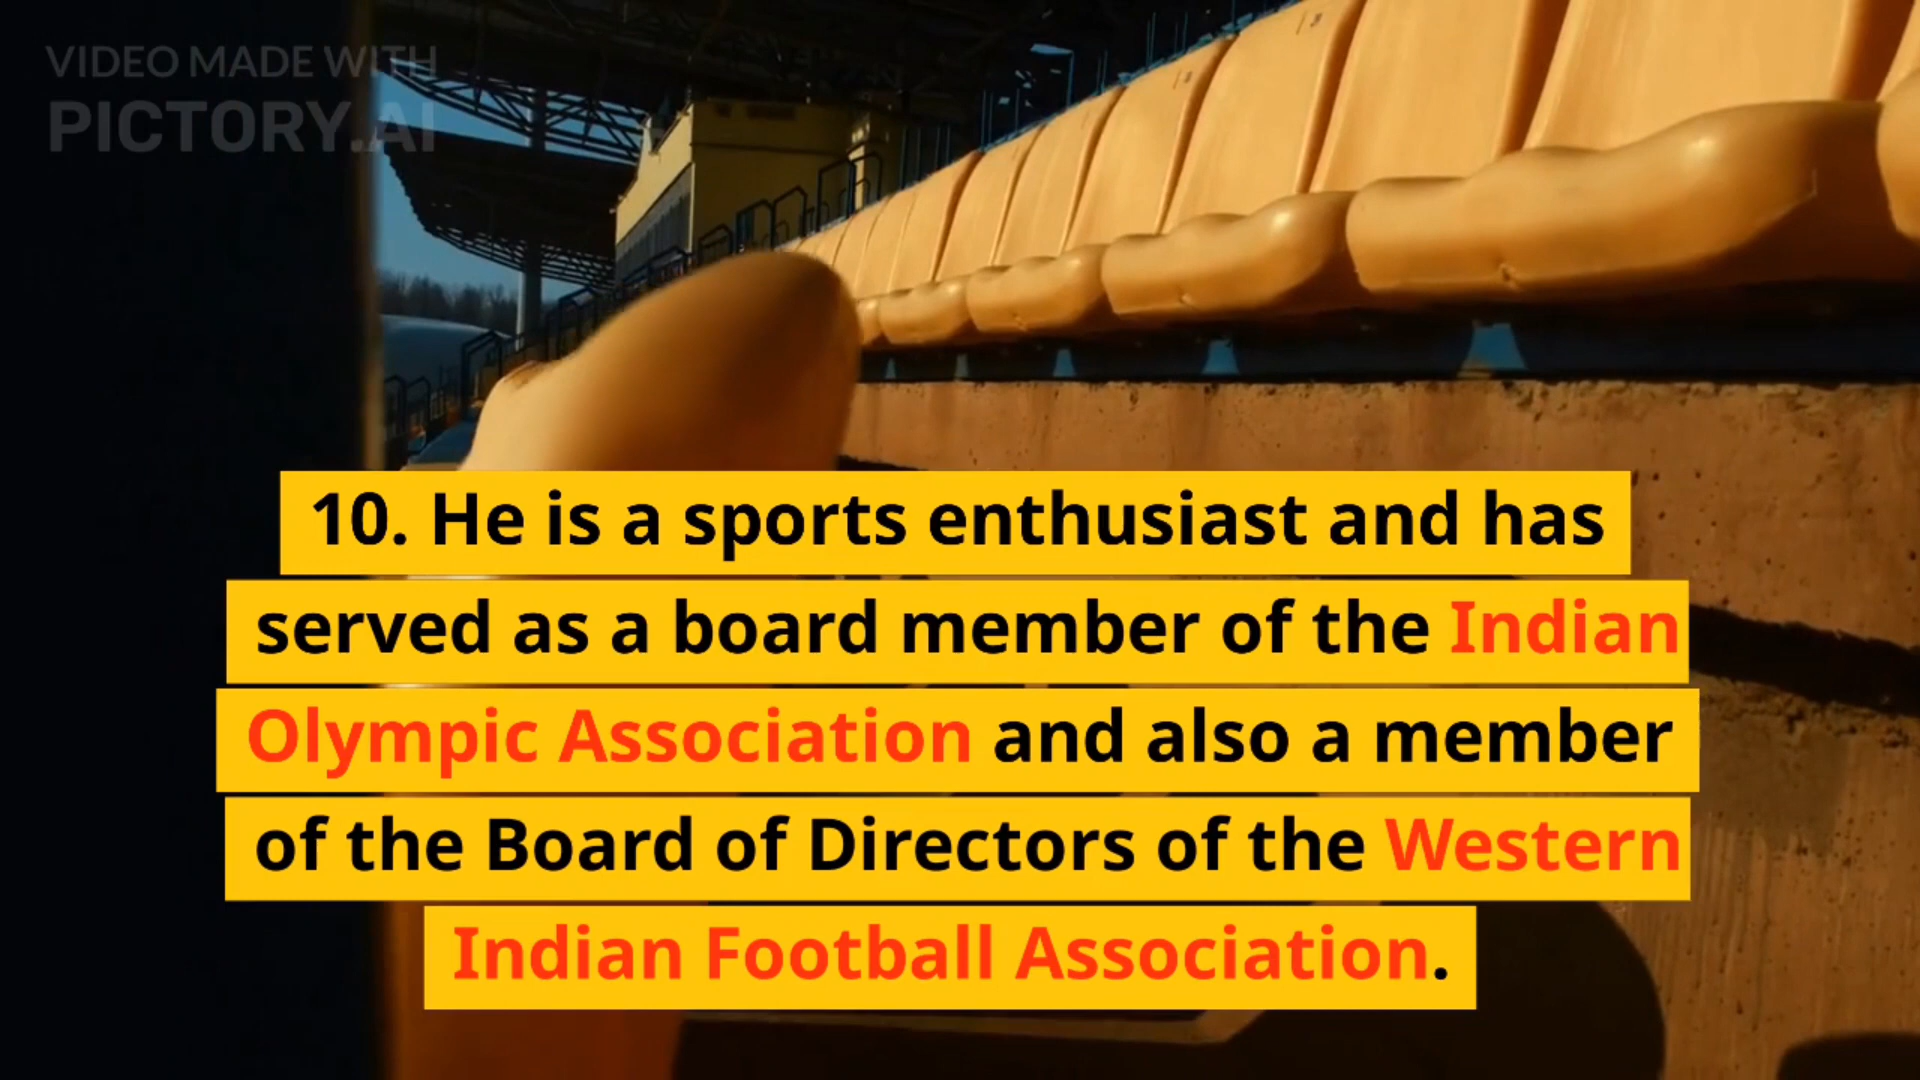 VIDEO MADE WITH
PICTORY.AI
10. He is a sports enthusiast and has
served as a board member of the Indian
Olympic Association and also a member
of the Board of Directors of the Western
Indian Football Association.